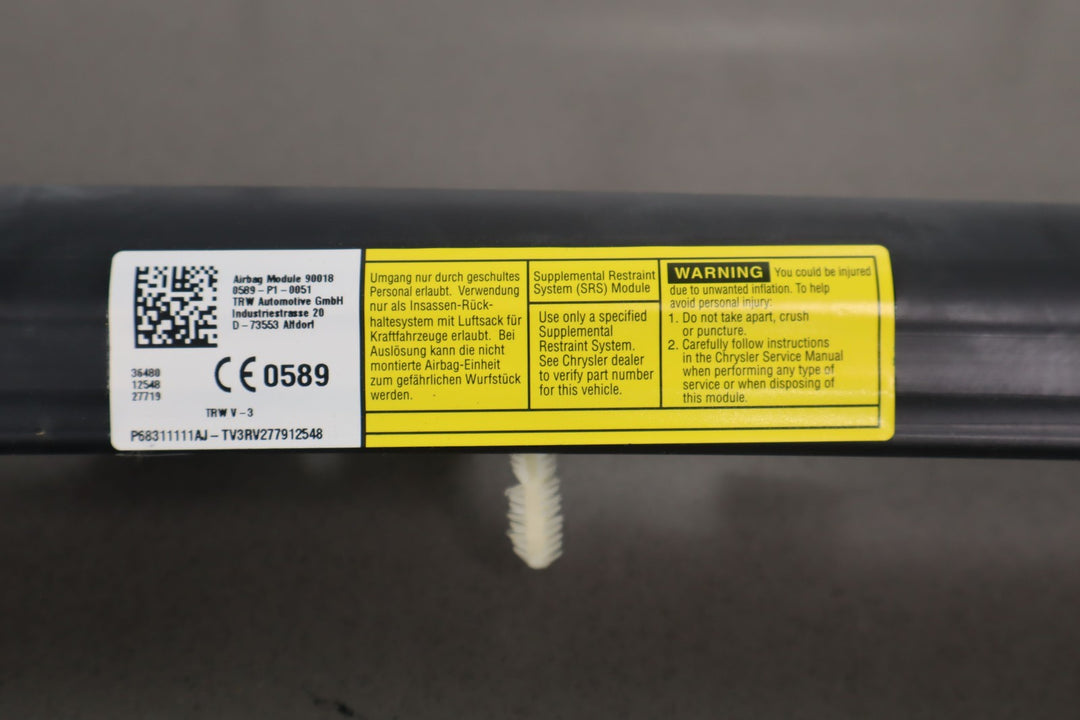 Airbag Module 90018
0589-P1-0051
TRW Automotive GmbH
Industriestrasse 20
D-73553 Alfdorf
36480
12548
27719
CE 0589
TRW V-3
P68311111AJ-TV3RV277912548
Umgang nur durch geschultes
Personal erlaubt. Verwendung
nur als Insassen-Rück-
haltesystem mit Luftsack für
Kraftfahrzeuge erlaubt. Bei
Auslösung kann die nicht
montierte Airbag-Einheit
zum gefährlichen Wurfstück
werden.
Supplemental Restraint
System (SRS) Module
Use only a specified
Supplemental
Restraint System.
See Chrysler dealer
to verify part number
for this vehicle.
WARNING You could be injured
due to unwanted inflation. To help
avoid personal injury:
1. Do not take apart, crush
or puncture.
2. Carefully follow instructions
in the Chrysler Service Manual
when performing any type of
service or when disposing of
this module.